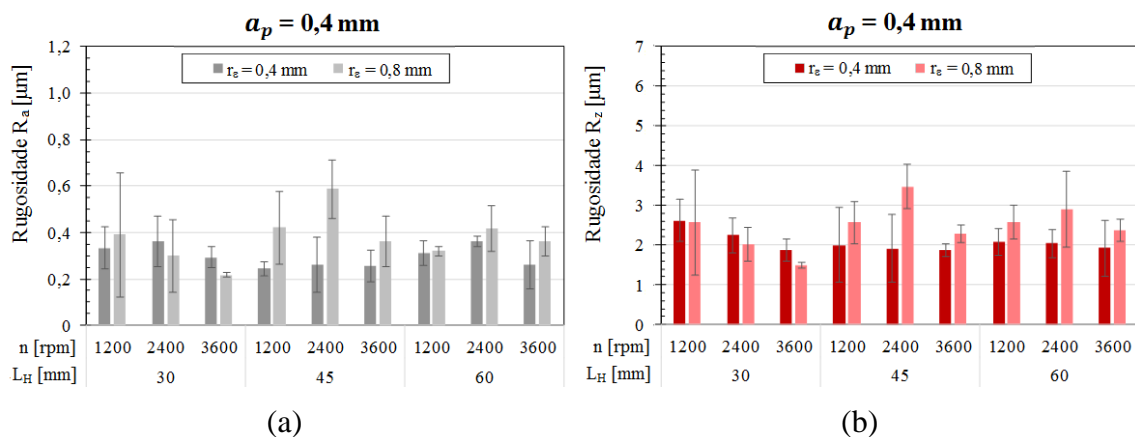 a_p = 0,4 mm
Rugosidade R_a [µm]
1,2
1,0
0,8
0,6
0,4
0,2
0
r_ε = 0,4 mm r_ε = 0,8 mm
n [rpm] 1200 2400 3600 1200 2400 3600 1200 2400 3600
L_H [mm] 30 45 60
(a)
a_p = 0,4 mm
Rugosidade R_z [µm]
7
6
5
4
3
2
1
0
r_ε = 0,4 mm r_ε = 0,8 mm
n [rpm] 1200 2400 3600 1200 2400 3600 1200 2400 3600
L_H [mm] 30 45 60
(b)